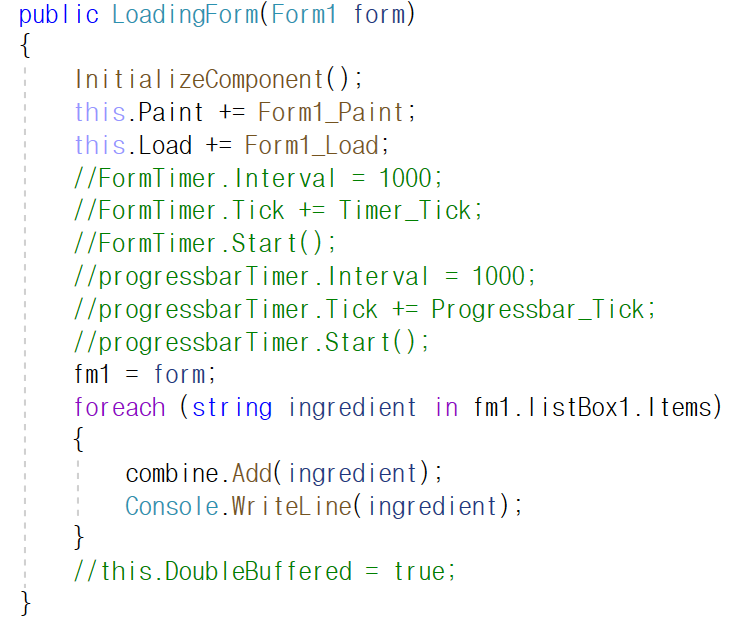 public LoadingForm(Form1 form)
{
InitializeComponent();
this.Paint += Form1_Paint;
this.Load += Form1_Load;
//FormTimer.Interval = 1000;
//FormTimer.Tick += Timer_Tick;
//FormTimer.Start();
//progressbarTimer.Interval = 1000;
//progressbarTimer.Tick += Progressbar_Tick;
//progressbarTimer.Start();
fm1 = form;
foreach (string ingredient in fm1.listBox1.Items)
{
combine.Add(ingredient);
Console.WriteLine(ingredient);
}
//this.DoubleBuffered = true;
}